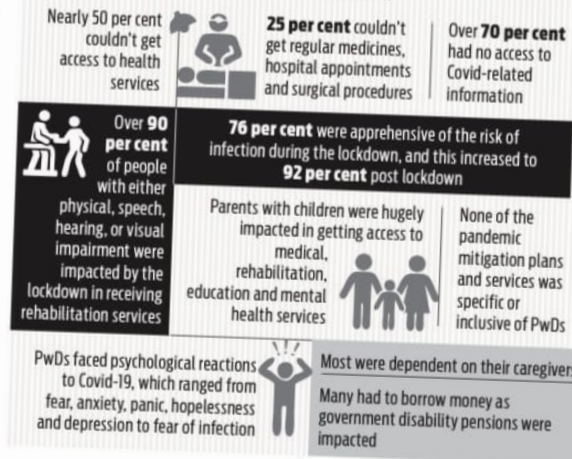 Nearly 50 per cent
couldn't get
access to health
services
25 per cent couldn't
get regular medicines,
hospital appointments
and surgical procedures
Over 70 per cent
had no access to
Covid-related
information
Over 90
per cent
of people
with either
physical, speech,
hearing, or visual
impairment were
impacted by the
lockdown in receiving
rehabilitation services
76 per cent were apprehensive of the risk of
infection during the lockdown, and this increased to
92 per cent post lockdown
Parents with children were hugely
impacted in getting access to
medical,
rehabilitation,
education and mental
health services
None of the
pandemic
mitigation plans
and services was
specific or
inclusive of PwDs
PwDs faced psychological reactions
to Covid-19, which ranged from
fear, anxiety, panic, hopelessness
and depression to fear of infection
Most were dependent on their caregivers
Many had to borrow money as
government disability pensions were
impacted